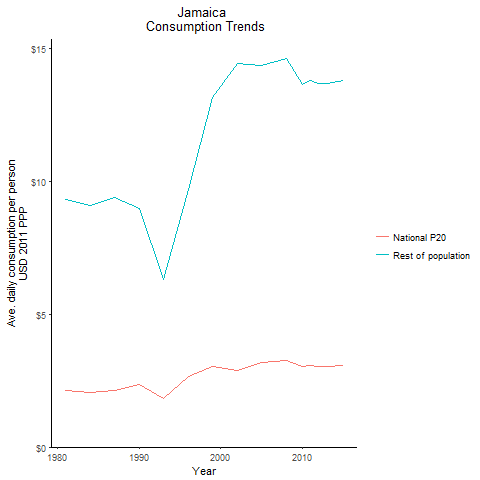 Jamaica
Consumption Trends
Ave. daily consumption per person
USD 2011 PPP
$15
$10
$5
$0
1980
1990
2000
2010
Year
National P20
Rest of population